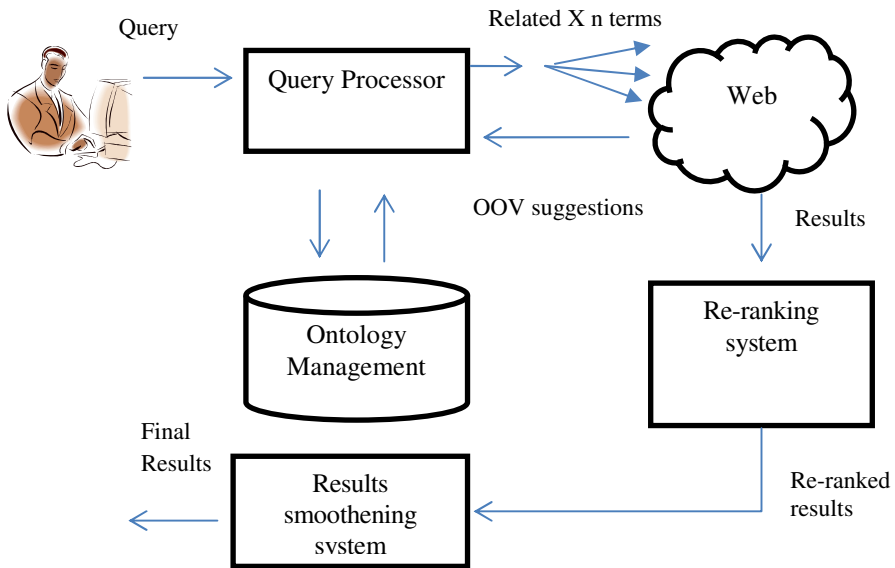 Query
Related X n terms
Query Processor
Web
OOV suggestions
Results
Ontology
Management
Re-ranking
system
Final
Results
Results
smoothening
system
Re-ranked
results